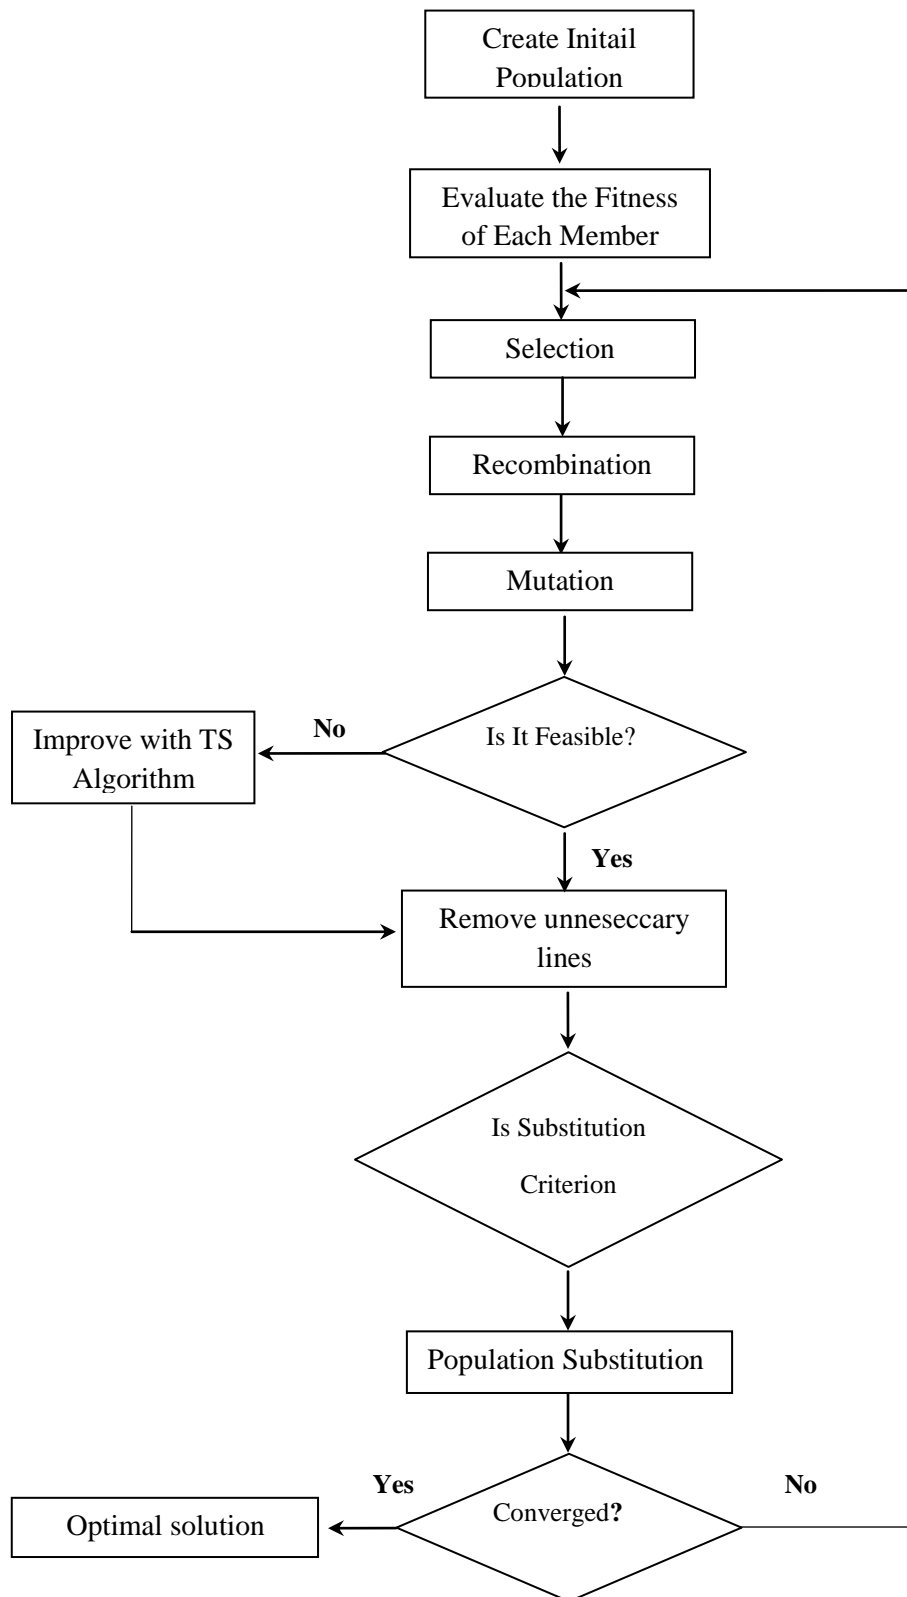 Create Initail
Population
Evaluate the Fitness
of Each Member
Selection
Recombination
Mutation
Is It Feasible?
No
Improve with TS
Algorithm
Yes
Remove unneseccary
lines
Is Substitution
Criterion
Population Substitution
Converged?
Yes
No
Optimal solution